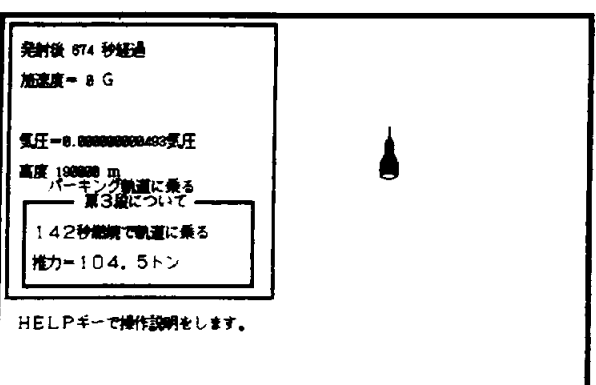 発射後 674 秒経過
加速度= 0 G
気圧=0.000000000493気圧
高度 190000 m
パーキング軌道に乗る
第3段について
142秒継続で軌道に乗る
推力=104.5トン
HELPキーで操作説明をします。